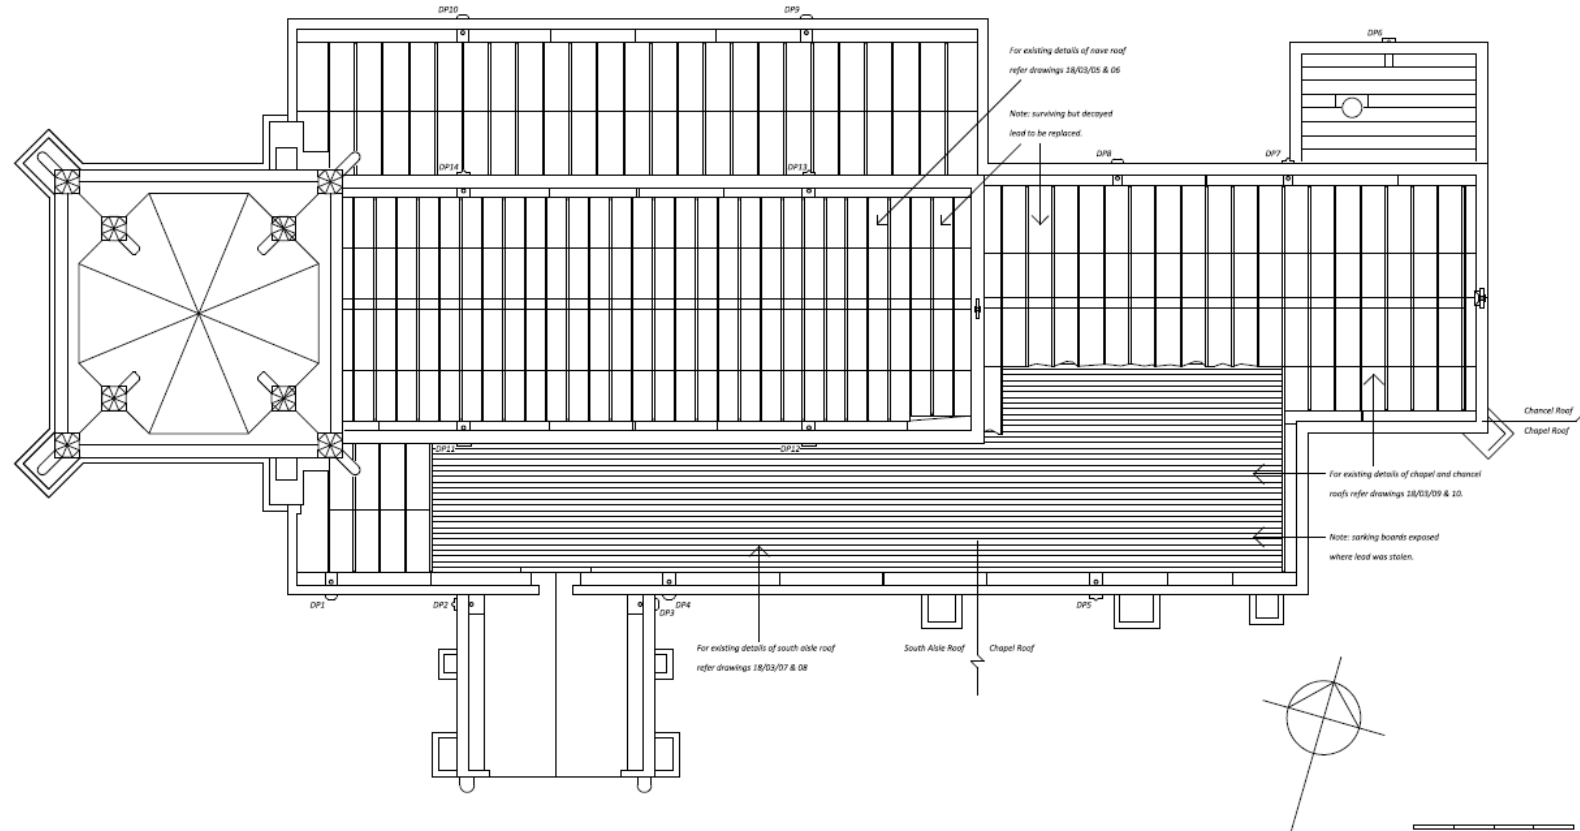 DP10
DP9
DP6
For existing details of nave roof
refer drawings 18/03/05 & 06
Note: surviving but decayed
lead to be replaced.
DP14
DP13
DP8
DP7
Chancel Roof
Chapel Roof
DP11
DP12
For existing details of chapel and chancel
roofs refer drawings 18/03/09 & 10.
Note: sarking boards exposed
where lead was stolen.
DP1
DP2
DP3
DP4
DP5
For existing details of south aisle roof
refer drawings 18/03/07 & 08
South Aisle Roof
Chapel Roof